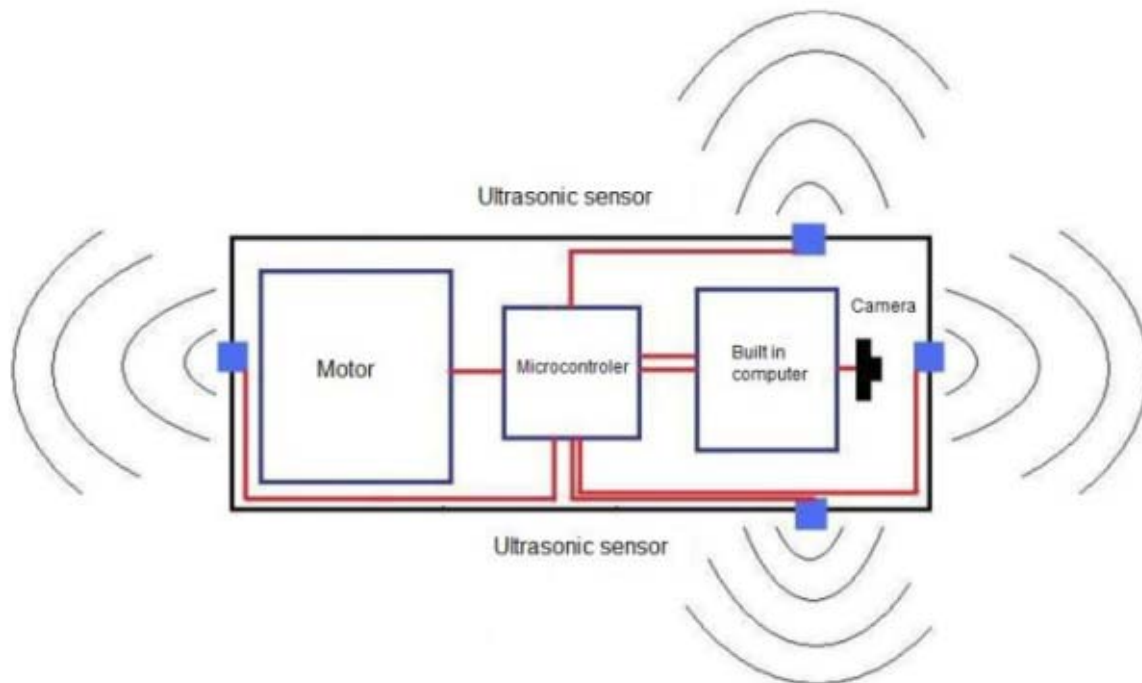 Ultrasonic sensor
Camera
Motor
Microcontroler
Built in
computer
Ultrasonic sensor